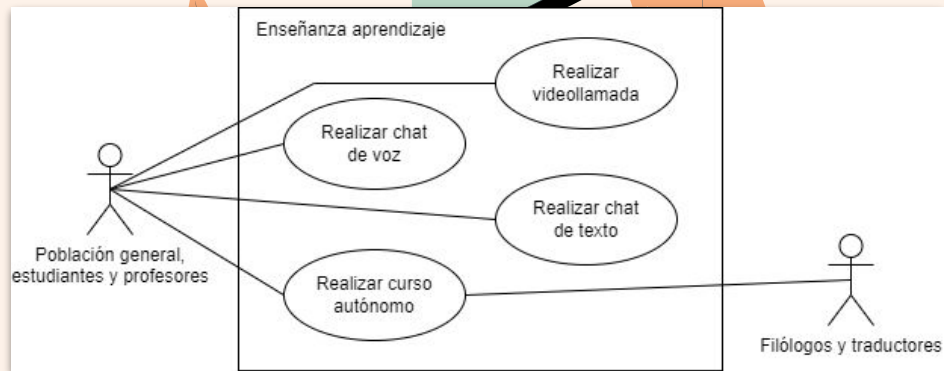 Enseñanza aprendizaje
Realizar
videollamada
Realizar chat
de voz
Realizar chat
de texto
Población general,
estudiantes y profesores
Realizar curso
autónomo
Filólogos y traductores